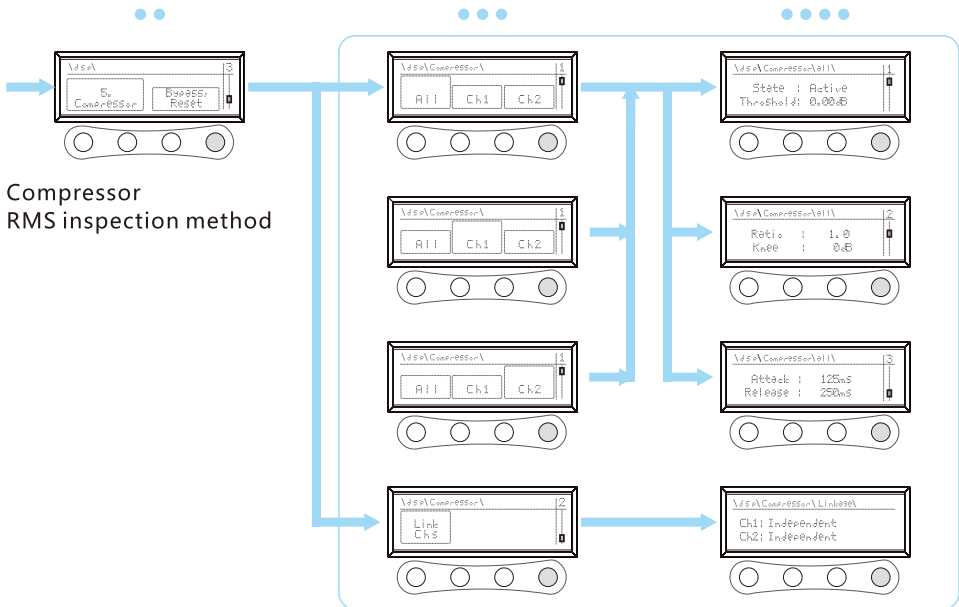 \dsp\
3
5.
Compressor
Bypass,
Reset
Compressor
RMS inspection method
\dsp\Compressor\
1
All
Ch1
Ch2
\dsp\Compressor\
1
All
Ch1
Ch2
\dsp\Compressor\
1
All
Ch1
Ch2
\dsp\Compressor\
2
Link
Chs
\dsp\Compressor\all\
1
State : Active
Threshold: 0.00dB
\dsp\Compressor\all\
2
Ratio : 1.0
Knee : 0dB
\dsp\Compressor\all\
3
Attack : 125ms
Release : 250ms
\dsp\Compressor\Linkage\
Ch1: Independent
Ch2: Independent